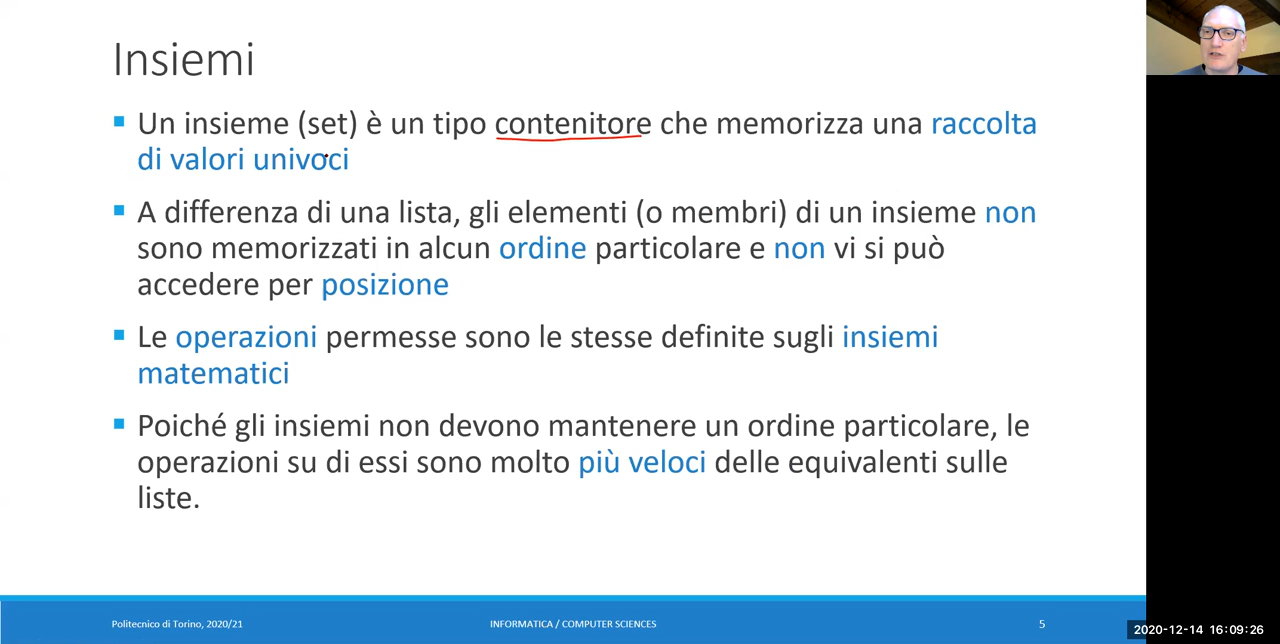 Insiemi
Un insieme (set) è un tipo contenitore che memorizza una raccolta
di valori univoci
A differenza di una lista, gli elementi (o membri) di un insieme non
sono memorizzati in alcun ordine particolare e non vi si può
accedere per posizione
Le operazioni permesse sono le stesse definite sugli insiemi
matematici
Poiché gli insiemi non devono mantenere un ordine particolare, le
operazioni su di essi sono molto più veloci delle equivalenti sulle
liste.
Politecnico di Torino, 2020/21 INFORMATICA / COMPUTER SCIENCES 5
2020-12-14 16:09:26